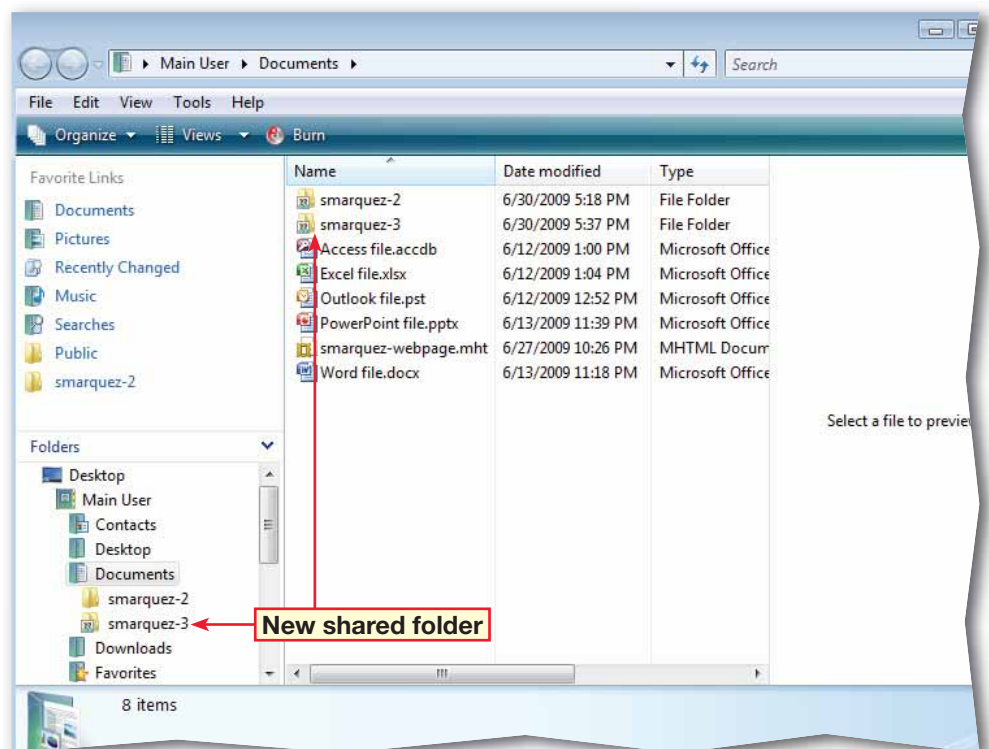 Main User Documents
Search
File Edit View Tools Help
Organize Views Burn
Favorite Links
Documents
Pictures
Recently Changed
Music
Searches
Public
smarquez-2
Folders
Desktop
Main User
Contacts
Desktop
Documents
smarquez-2
smarquez-3
Downloads
Favorites
Name Date modified Type
smarquez-2 6/30/2009 5:18 PM File Folder
smarquez-3 6/30/2009 5:37 PM File Folder
Access file.accdb 6/12/2009 1:00 PM Microsoft Office
Excel file.xlsx 6/12/2009 1:04 PM Microsoft Office
Outlook file.pst 6/12/2009 12:52 PM Microsoft Office
PowerPoint file.pptx 6/13/2009 11:39 PM Microsoft Office
smarquez-webpage.mht 6/27/2009 10:26 PM MHTML Docum
Word file.docx 6/13/2009 11:18 PM Microsoft Office
Select a file to previe
New shared folder
8 items